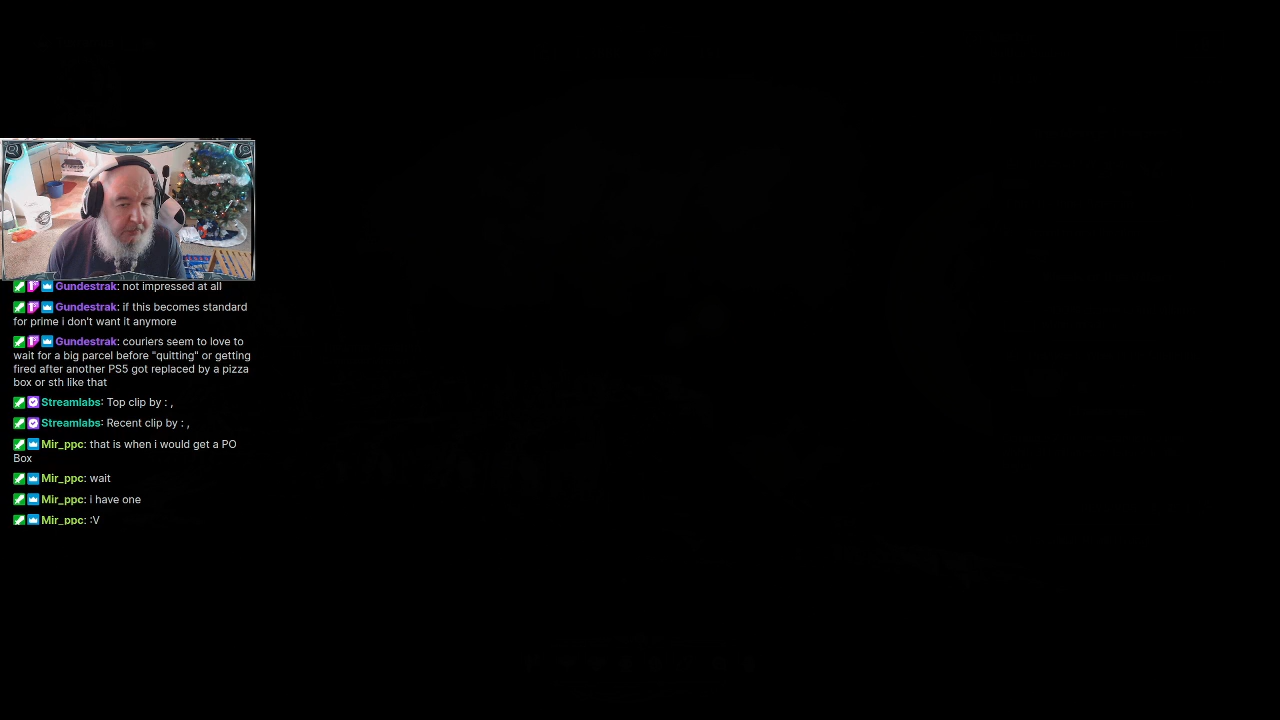 Gundestrak: not impressed at all
Gundestrak: if this becomes standard
for prime i don't want it anymore
Gundestrak: couriers seem to love to
wait for a big parcel before "quitting" or getting
fired after another PS5 got replaced by a pizza
box or sth like that
Streamlabs: Top clip by : ,
Streamlabs: Recent clip by : ,
Mir_ppc: that is when i would get a PO
Box
Mir_ppc: wait
Mir_ppc: i have one
Mir_ppc: :V